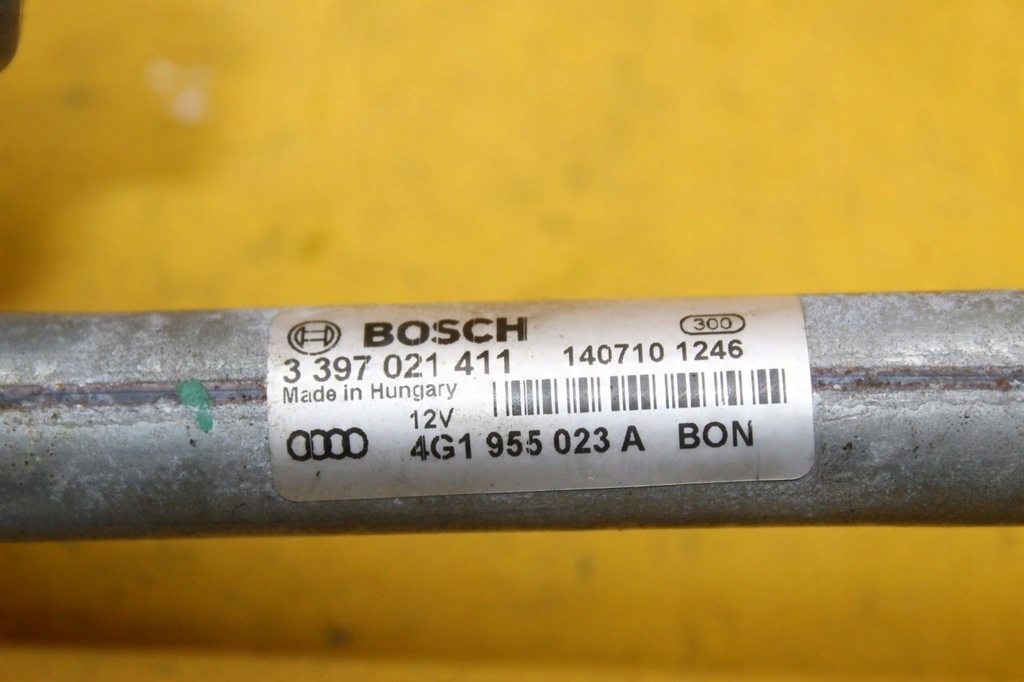 BOSCH
300
3 397 021 411
140710 1246
Made in Hungary
12V
4G1 955 023 A BON